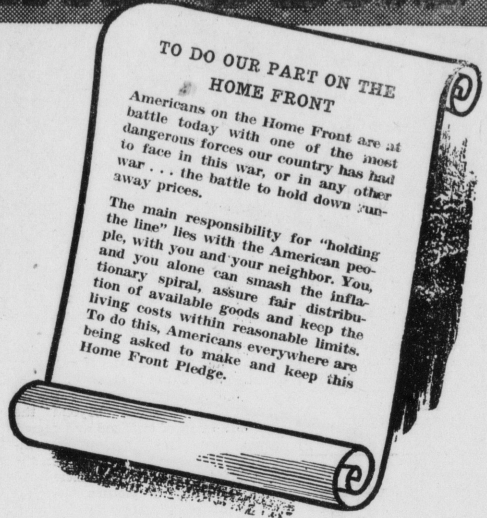 TO DO OUR PART ON THE
HOME FRONT
Americans on the Home Front are at
battle today with one of the most
dangerous forces our country has had
to face in this war, or in any other
war . . . the battle to hold down run-
away prices.
The main responsibility for "holding
the line" lies with the American peo-
ple, with you and your neighbor. You,
and you alone can smash the infla-
tionary spiral, assure fair distribu-
tion of available goods and keep the
living costs within reasonable limits.
To do this, Americans everywhere are
being asked to make and keep this
Home Front Pledge.